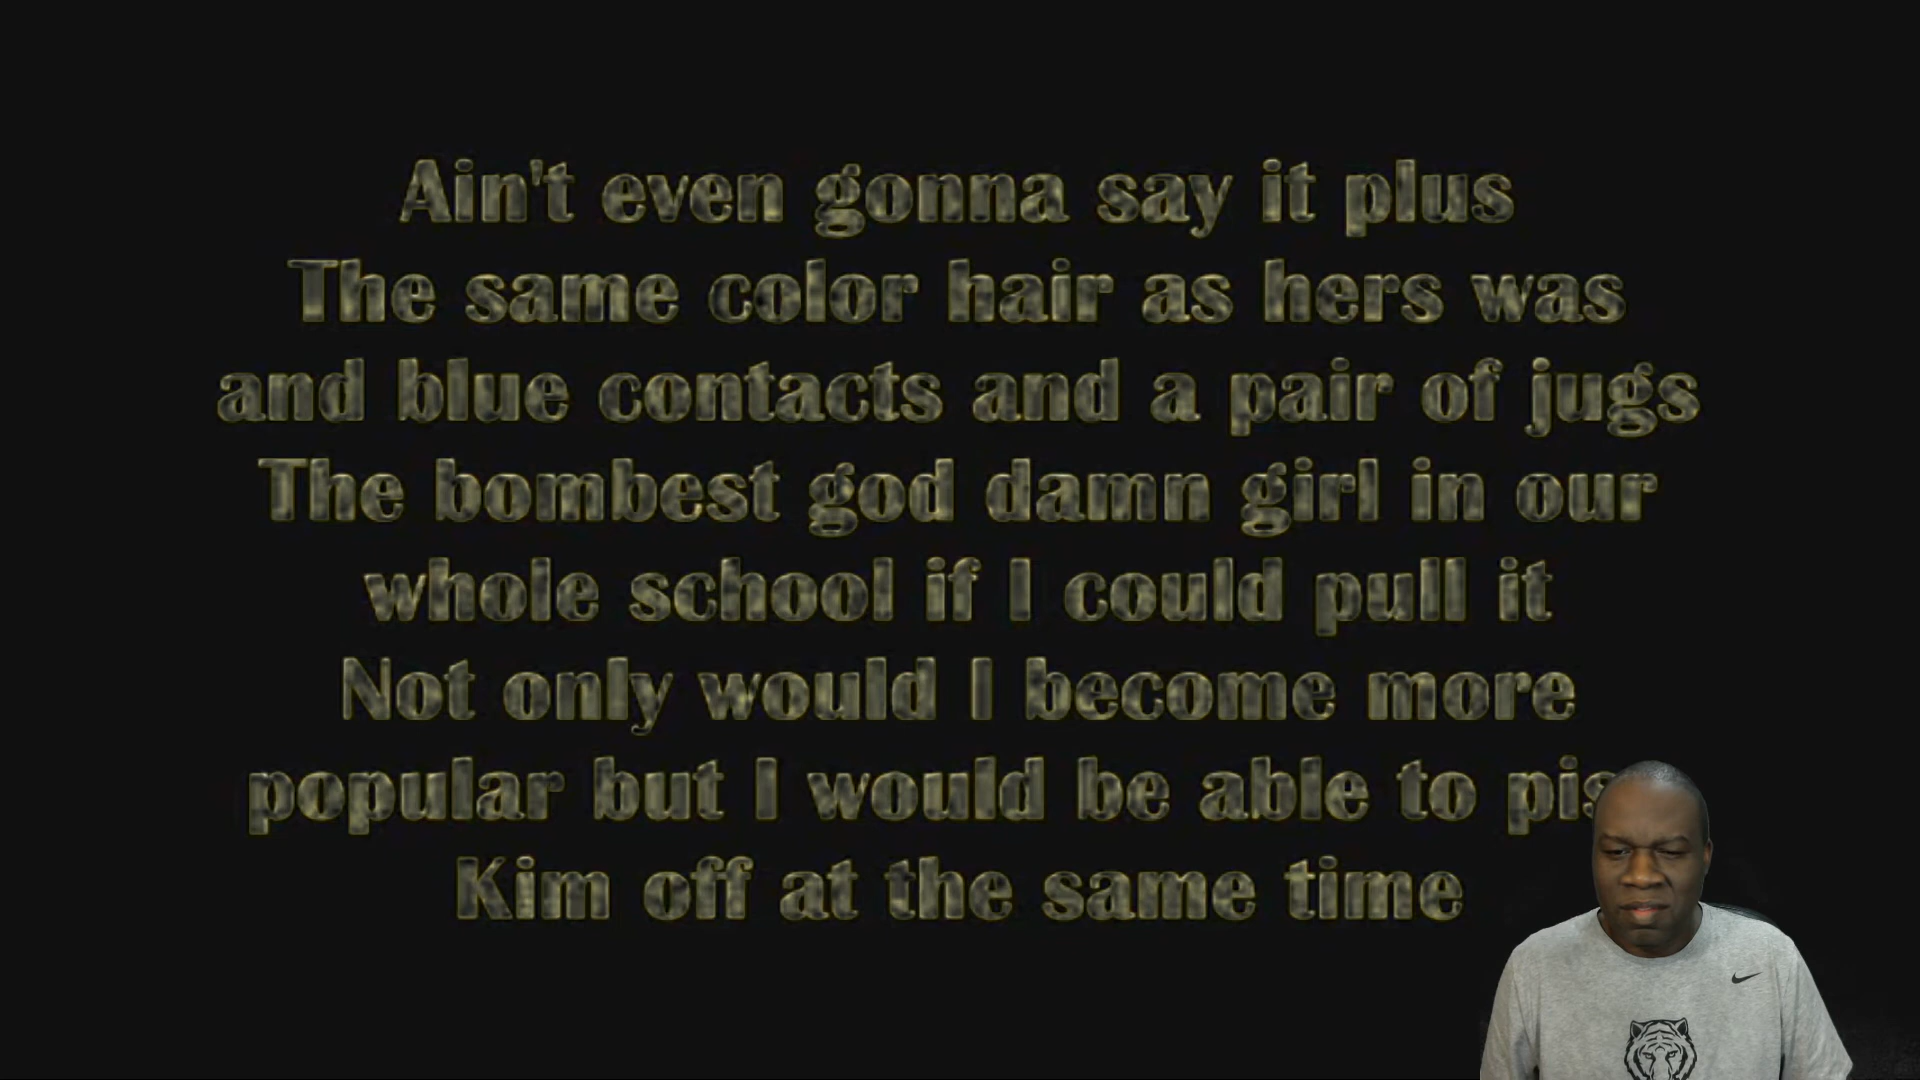 Ain't even gonna say it plus
The same color hair as hers was
and blue contacts and a pair of jugs
The bombest god damn girl in our
whole school if I could pull it
Not only would I become more
popular but I would be able to pis
Kim off at the same time